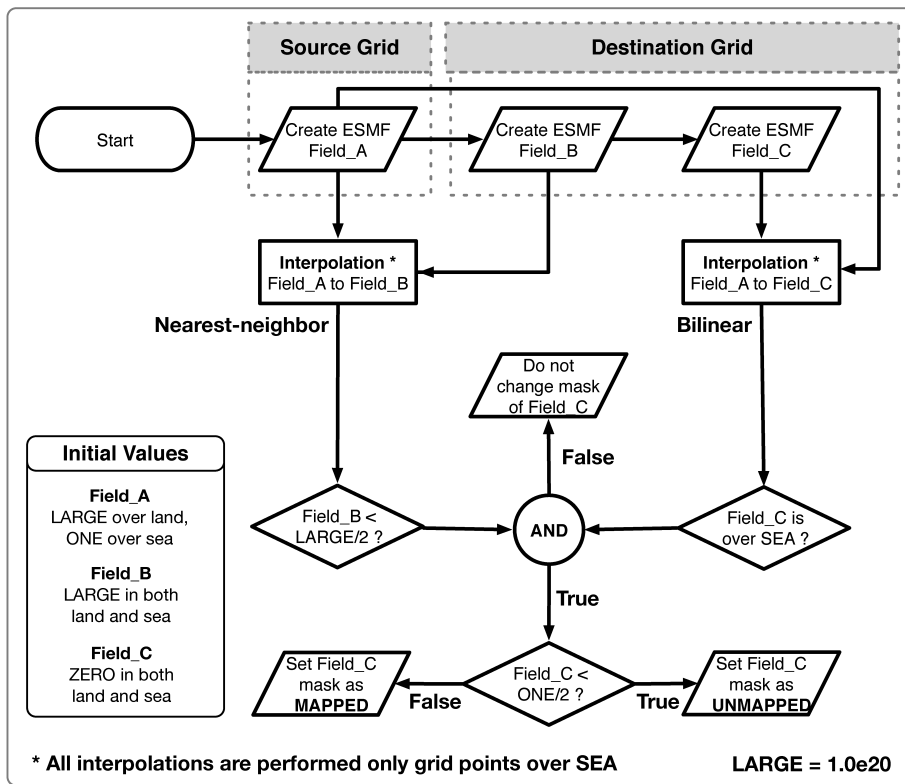 Source Grid
Destination Grid
Start
Create ESMF
Field_A
Create ESMF
Field_B
Create ESMF
Field_C
Interpolation *
Field_A to Field_B
Interpolation *
Field_A to Field_C
Nearest-neighbor
Bilinear
Do not
change mask
of Field_C
False
Initial Values
Field_A
LARGE over land,
ONE over sea
Field_B
LARGE in both
land and sea
Field_C
ZERO in both
land and sea
Field_B <
LARGE/2 ?
AND
Field_C is
over SEA ?
True
Set Field_C
mask as
MAPPED
False
Field_C <
ONE/2 ?
True
Set Field_C
mask as
UNMAPPED
* All interpolations are performed only grid points over SEA
LARGE = 1.0e20